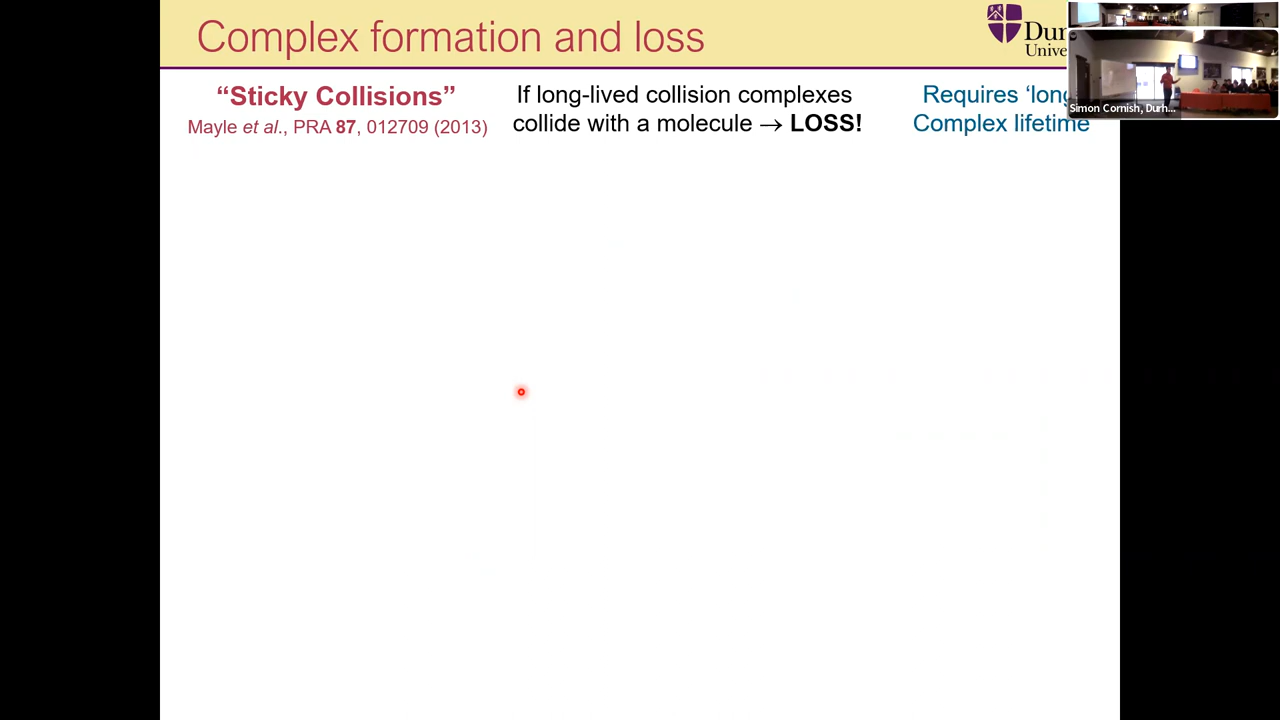 Complex formation and loss
Dur
Unive
Simon Cornish, Durh...
“Sticky Collisions”
Mayle et al., PRA 87, 012709 (2013)
If long-lived collision complexes
collide with a molecule → LOSS!
Requires ‘long
Complex lifetime